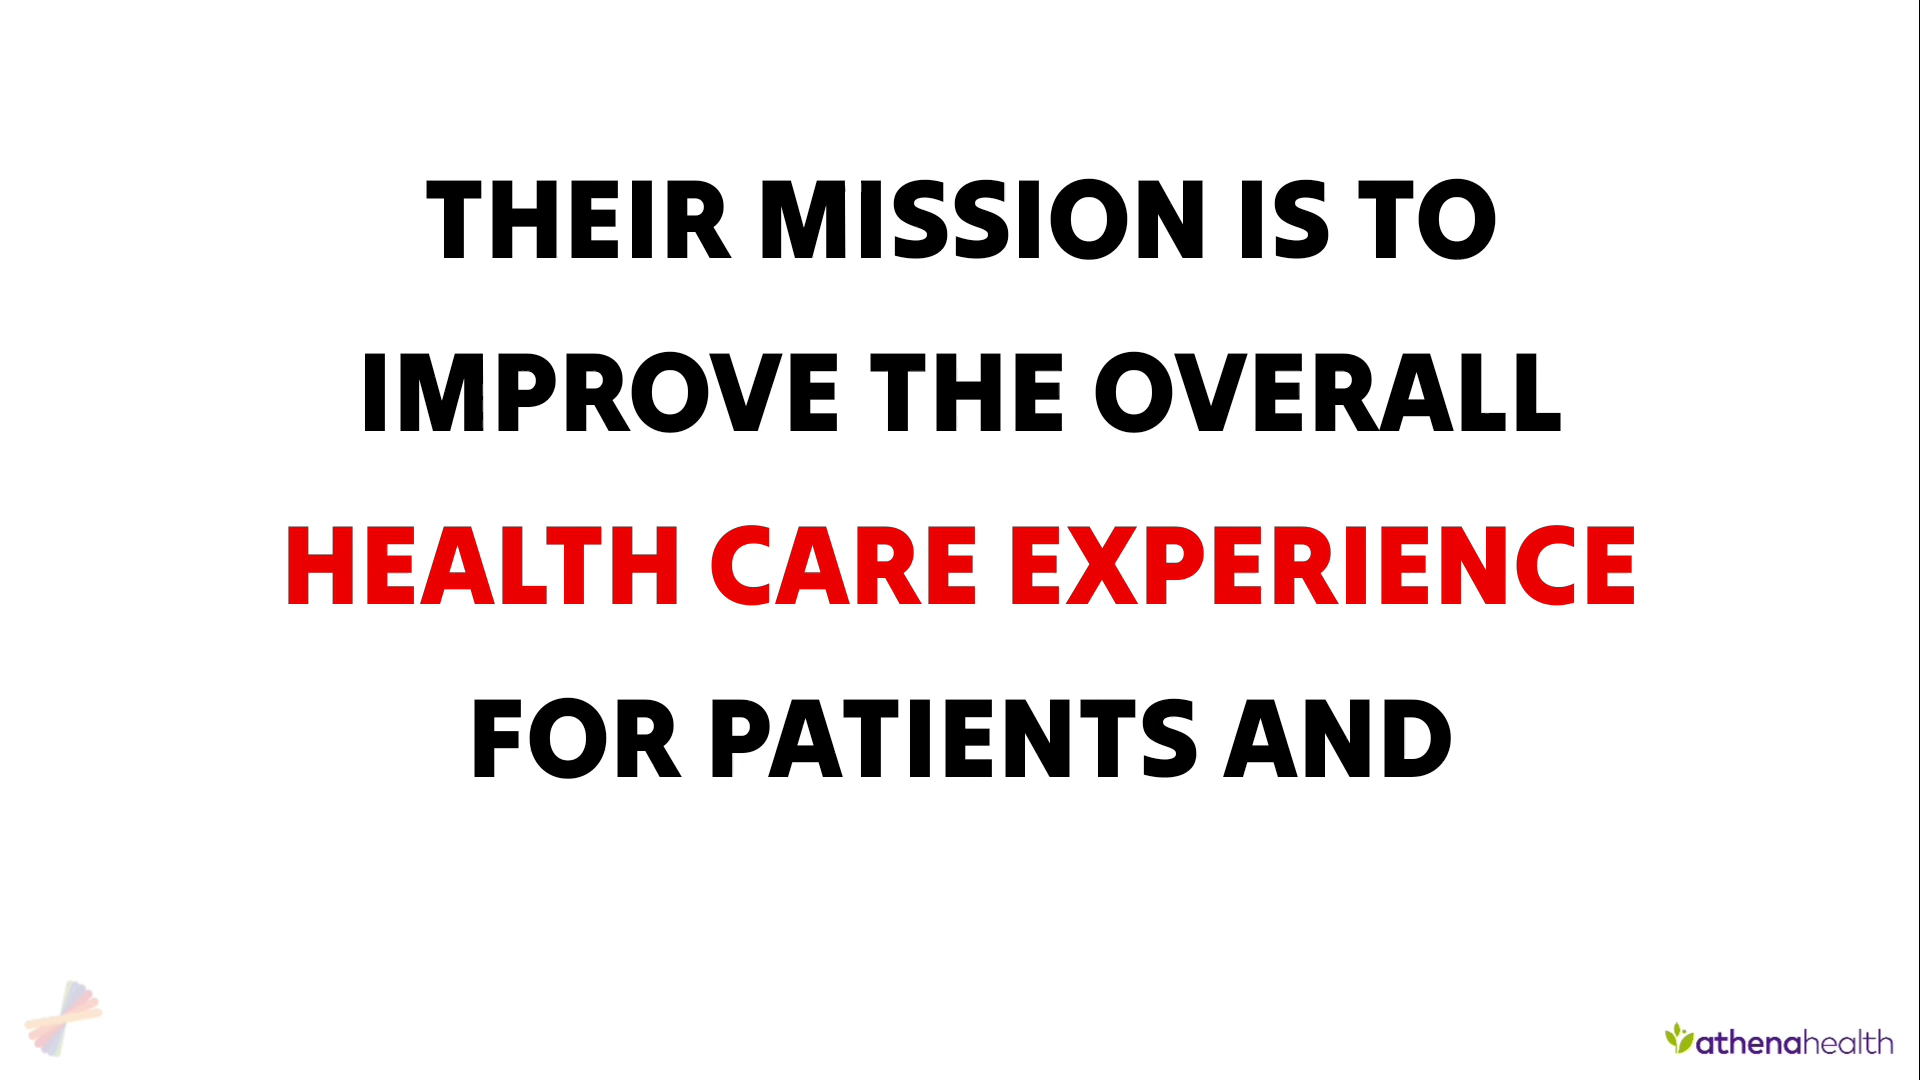 THEIR MISSION IS TO
IMPROVE THE OVERALL
HEALTH CARE EXPERIENCE
FOR PATIENTS AND
athenahealth